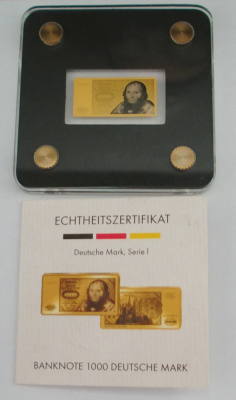 ECHTHEITSZERTIFIKAT
Deutsche Mark, Serie I
BANKNOTE 1000 DEUTSCHE MARK